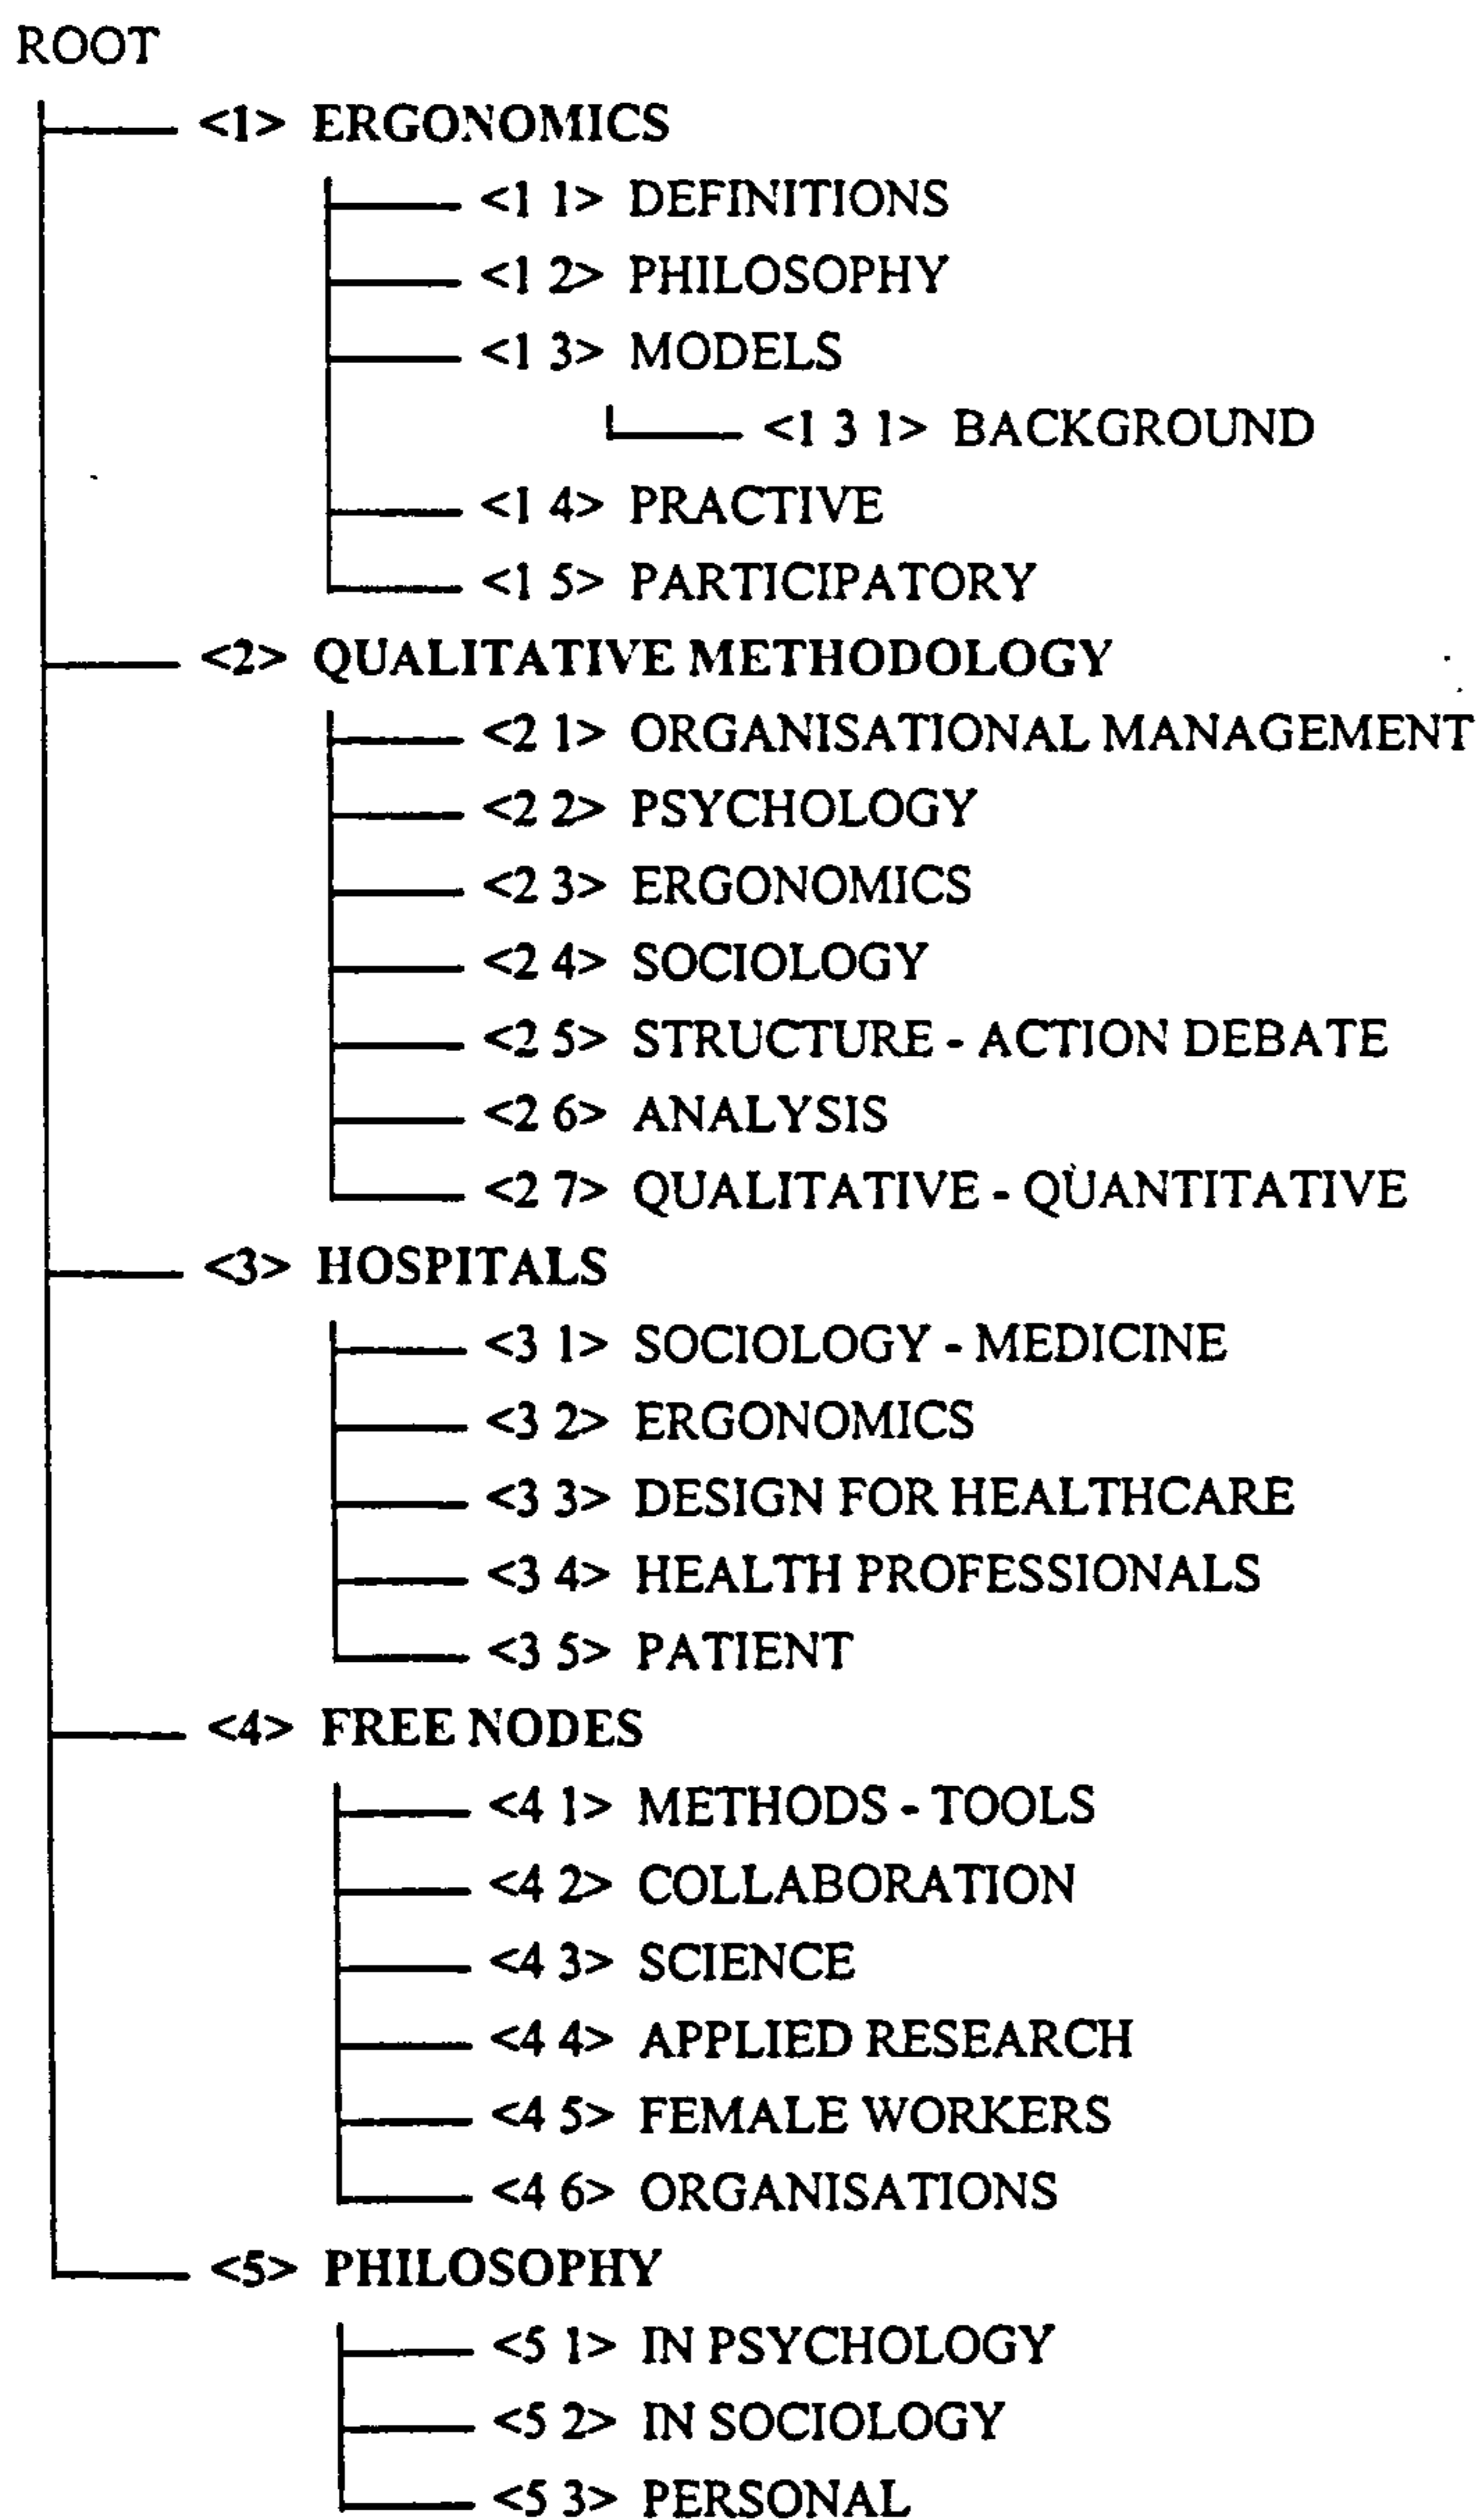 ROOT
<1> ERGONOMICS
<1 1> DEFINITIONS
<1 2> PHILOSOPHY
<1 3> MODELS
<1 3 1> BACKGROUND
<1 4> PRACTIVE
<1 5> PARTICIPATORY
<2> QUALITATIVE METHODOLOGY
<2 1> ORGANISATIONAL MANAGEMENT
<2 2> PSYCHOLOGY
<2 3> ERGONOMICS
<2 4> SOCIOLOGY
<2 5> STRUCTURE - ACTION DEBATE
<2 6> ANALYSIS
<2 7> QUALITATIVE - QUANTITATIVE
<3> HOSPITALS
<3 1> SOCIOLOGY - MEDICINE
<3 2> ERGONOMICS
<3 3> DESIGN FOR HEALTHCARE
<3 4> HEALTH PROFESSIONALS
<3 5> PATIENT
<4> FREE NODES
<4 1> METHODS - TOOLS
<4 2> COLLABORATION
<4 3> SCIENCE
<4 4> APPLIED RESEARCH
<4 5> FEMALE WORKERS
<4 6> ORGANISATIONS
<5> PHILOSOPHY
<5 1> IN PSYCHOLOGY
<5 2> IN SOCIOLOGY
<5 3> PERSONAL